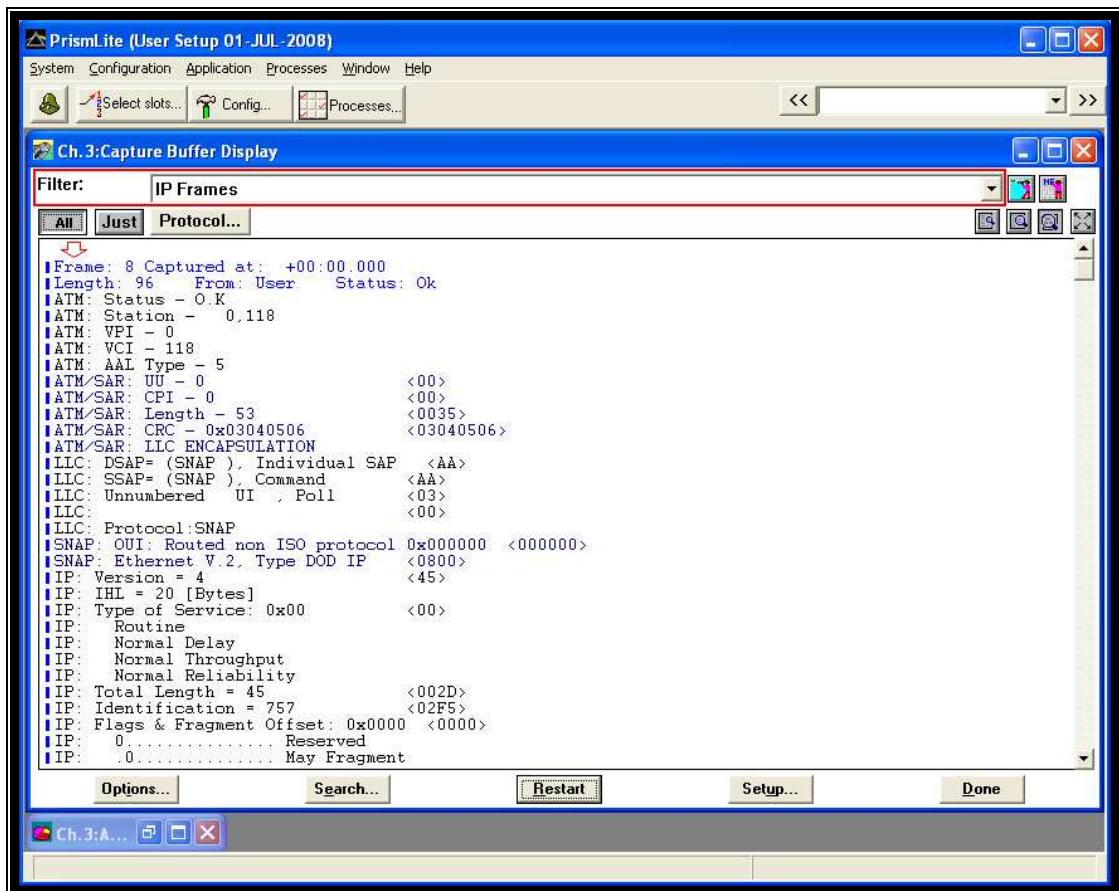 PrismLite (User Setup 01-JUL-2008)
System Configuration Application Processes Window Help
Select slots... Config... Processes... << >>
Ch.3:Capture Buffer Display
Filter: IP Frames
All Just Protocol...
Frame: 8 Captured at: +00:00.000
Length: 96 From: User Status: Ok
ATM: Status - O.K
ATM: Station - 0,118
ATM: VPI - 0
ATM: VCI - 118
ATM: AAL Type - 5
ATM/SAR: UU - 0 <00>
ATM/SAR: CPI - 0 <00>
ATM/SAR: Length - 53 <0035>
ATM/SAR: CRC - 0x03040506 <03040506>
ATM/SAR: LLC ENCAPSULATION
LLC: DSAP= (SNAP ), Individual SAP <AA>
LLC: SSAP= (SNAP ), Command <AA>
LLC: Unnumbered UI , Poll <03>
LLC: <00>
LLC: Protocol:SNAP
SNAP: OUI: Routed non ISO protocol 0x000000 <000000>
SNAP: Ethernet V.2, Type DOD IP <0800>
IP: Version = 4 <45>
IP: IHL = 20 [Bytes]
IP: Type of Service: 0x00 <00>
IP: Routine
IP: Normal Delay
IP: Normal Throughput
IP: Normal Reliability
IP: Total Length = 45 <002D>
IP: Identification = 757 <02F5>
IP: Flags & Fragment Offset: 0x0000 <0000>
IP: 0............... Reserved
IP: .0.............. May Fragment
Options... Search... Restart Setup... Done
Ch.3:A...